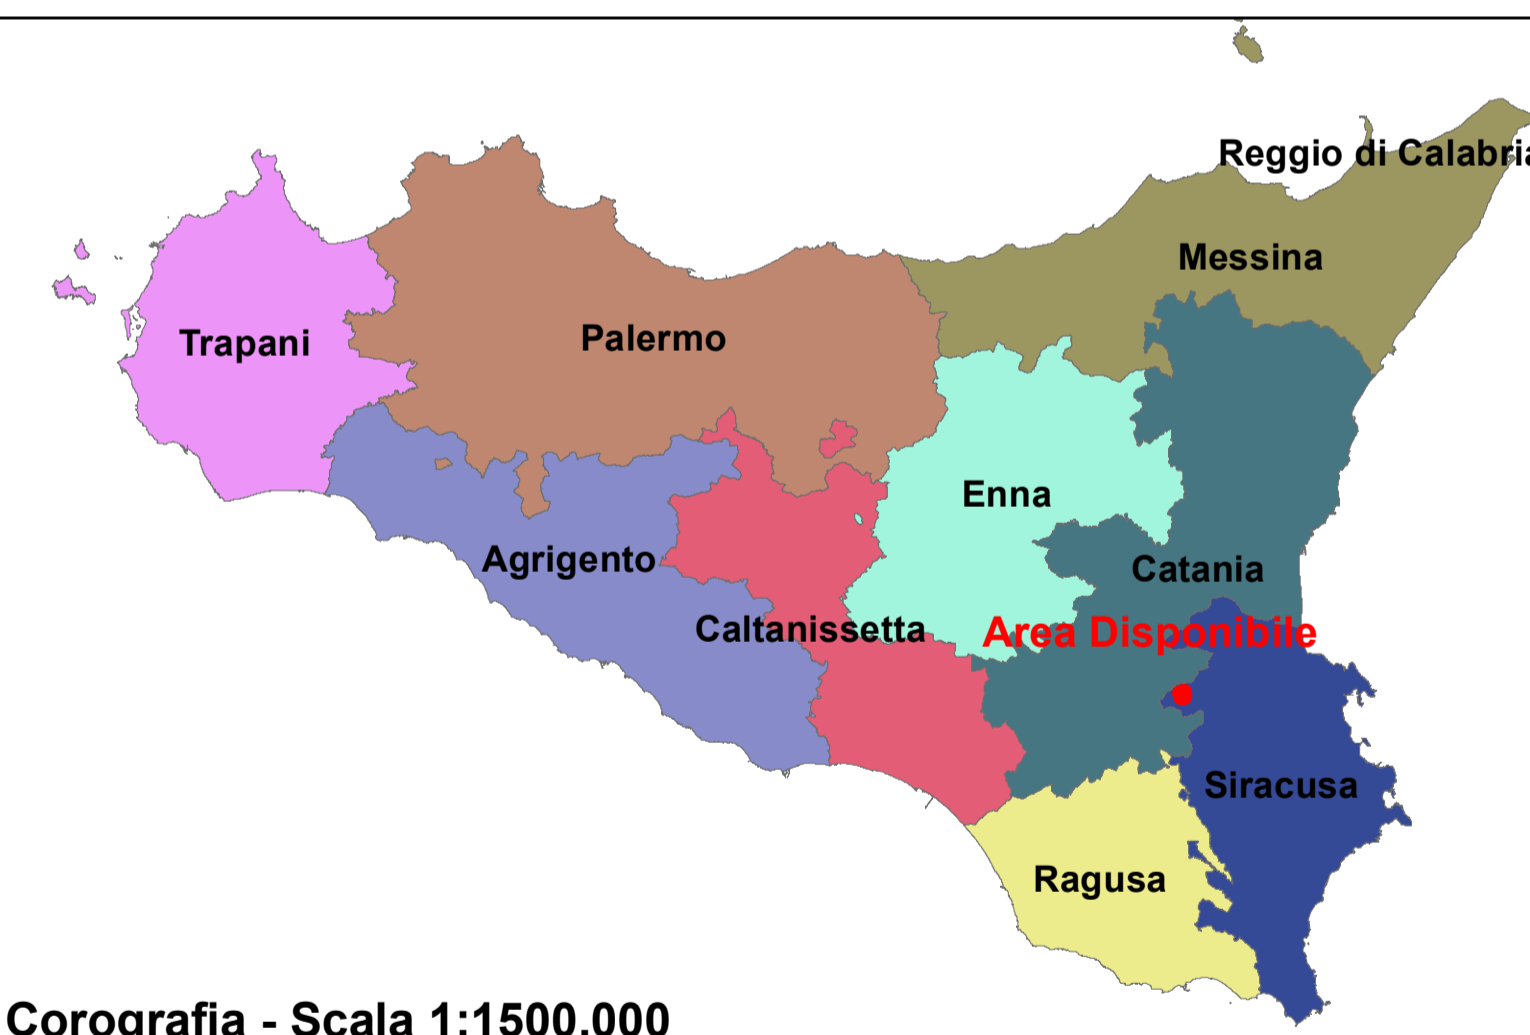 Reggio di Calabria
Messina
Trapani
Palermo
Enna
Agrigento
Catania
Caltanissetta
Area Disponibile
Siracusa
Ragusa
Corografia - Scala 1:1500.000